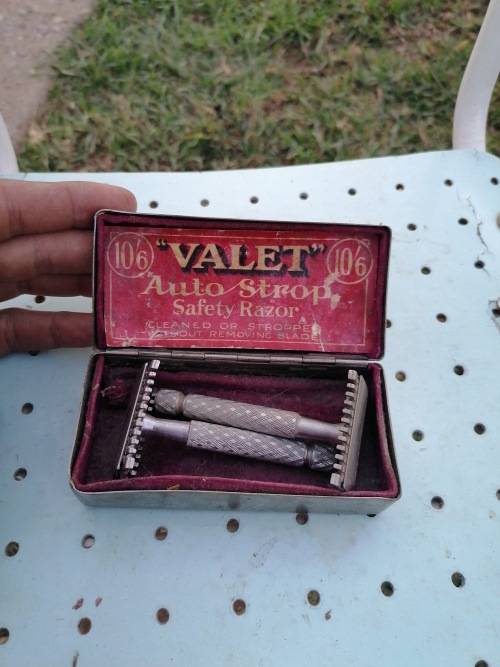 10/6 "VALET" 10/6
Auto Strop
Safety Razor
CLEANED OR STROPPED
WITHOUT REMOVING BLADE